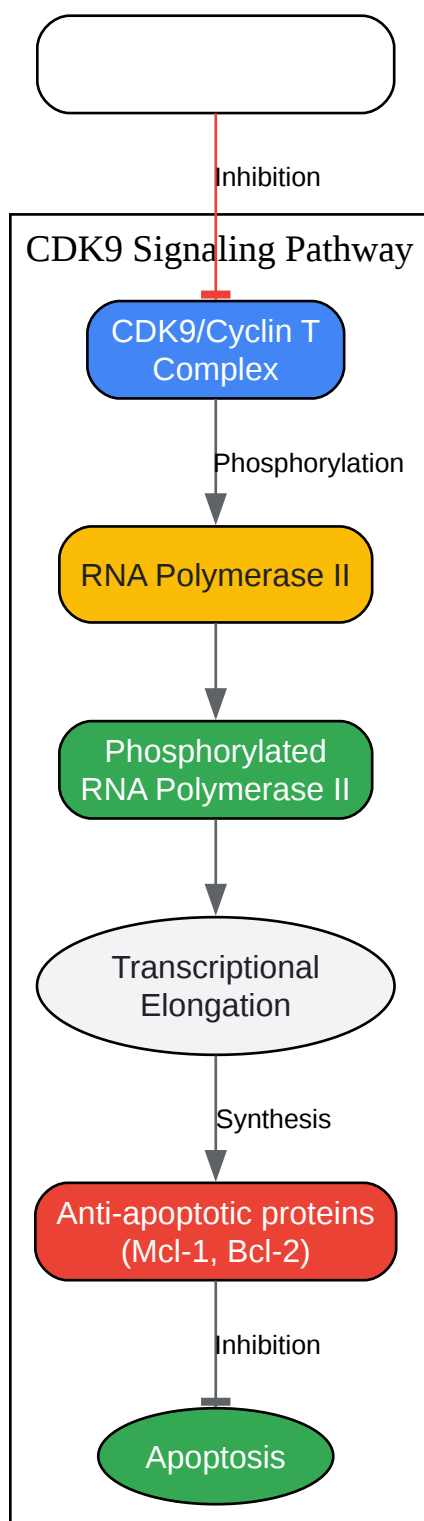 Inhibition
CDK9 Signaling Pathway
CDK9/Cyclin T
Complex
Phosphorylation
RNA Polymerase II
Phosphorylated
RNA Polymerase II
Transcriptional
Elongation
Synthesis
Anti-apoptotic proteins
(Mcl-1, Bcl-2)
Inhibition
Apoptosis